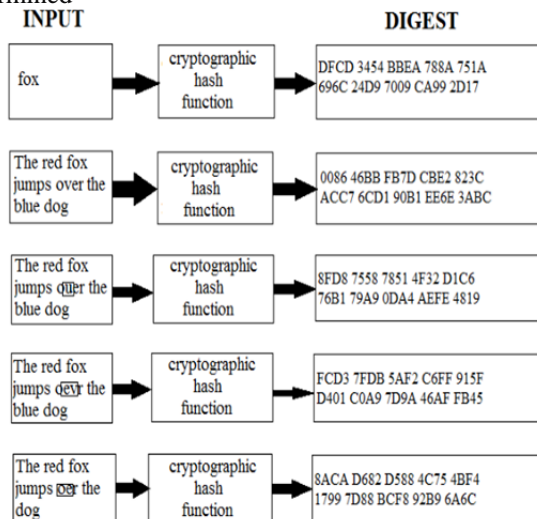 INPUT DIGEST
fox
cryptographic
hash
function
DFCD 3454 BBEA 788A 751A
696C 24D9 7009 CA99 2D17
The red fox
jumps over the
blue dog
cryptographic
hash
function
0086 46BB FB7D CBE2 823C
ACC7 6CD1 90B1 EE6E 3ABC
The red fox
jumps ouer the
blue dog
cryptographic
hash
function
8FD8 7558 7851 4F32 D1C6
76B1 79A9 0DA4 AEFE 4819
The red fox
jumps oevr the
blue dog
cryptographic
hash
function
FCD3 7FDB 5AF2 C6FF 915F
D401 C0A9 7D9A 46AF FB45
The red fox
jumps oer the
dog
cryptographic
hash
function
8ACA D682 D588 4C75 4BF4
1799 7D88 BCF8 92B9 6A6C